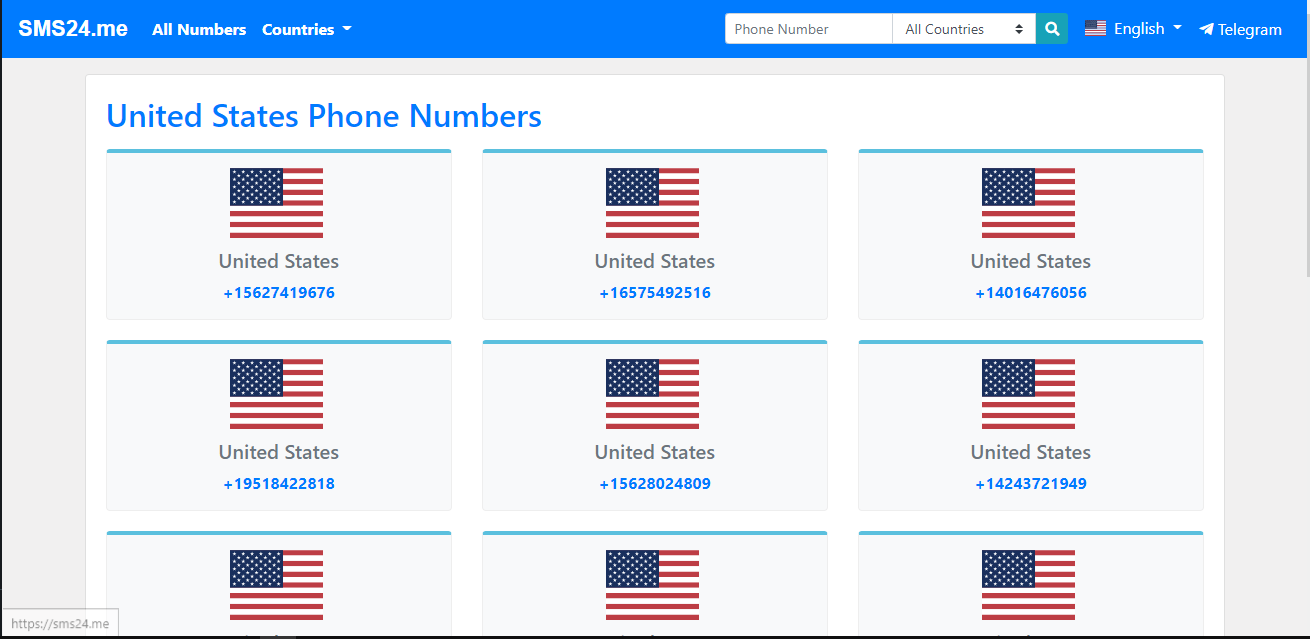 SMS24.me All Numbers Countries Phone Number All Countries English Telegram
United States Phone Numbers
United States United States United States
+15627419676 +16575492516 +14016476056
United States United States United States
+19518422818 +15628024809 +14243721949
https://sms24.me